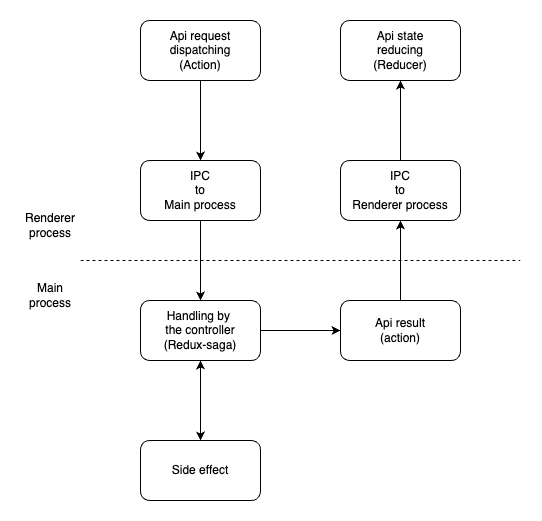 Api request
dispatching
(Action)
Api state
reducing
(Reducer)
IPC
to
Main process
IPC
to
Renderer process
Renderer
process
Main
process
Handling by
the controller
(Redux-saga)
Api result
(action)
Side effect